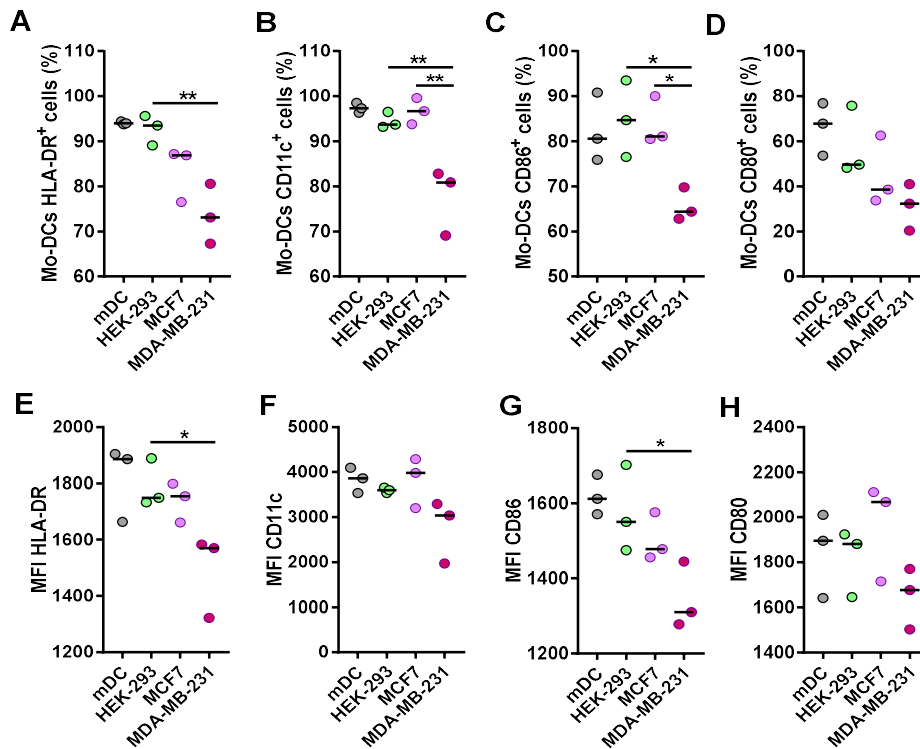 A
Mo-DCs HLA-DR+ cells (%)
110
100
90
80
70
60
**
mDC
HEK-293
MCF7
MDA-MB-231
B
Mo-DCs CD11c+ cells (%)
110
100
90
80
70
60
**
**
mDC
HEK-293
MCF7
MDA-MB-231
C
Mo-DCs CD86+ cells (%)
100
90
80
70
60
50
*
*
mDC
HEK-293
MCF7
MDA-MB-231
D
Mo-DCs CD80+ cells (%)
100
80
60
40
20
0
mDC
HEK-293
MCF7
MDA-MB-231
E
MFI HLA-DR
2000
1800
1600
1400
1200
*
mDC
HEK-293
MCF7
MDA-MB-231
F
MFI CD11c
5000
4000
3000
2000
1000
0
mDC
HEK-293
MCF7
MDA-MB-231
G
MFI CD86
1800
1600
1400
1200
*
mDC
HEK-293
MCF7
MDA-MB-231
H
MFI CD80
2400
2200
2000
1800
1600
1400
mDC
HEK-293
MCF7
MDA-MB-231